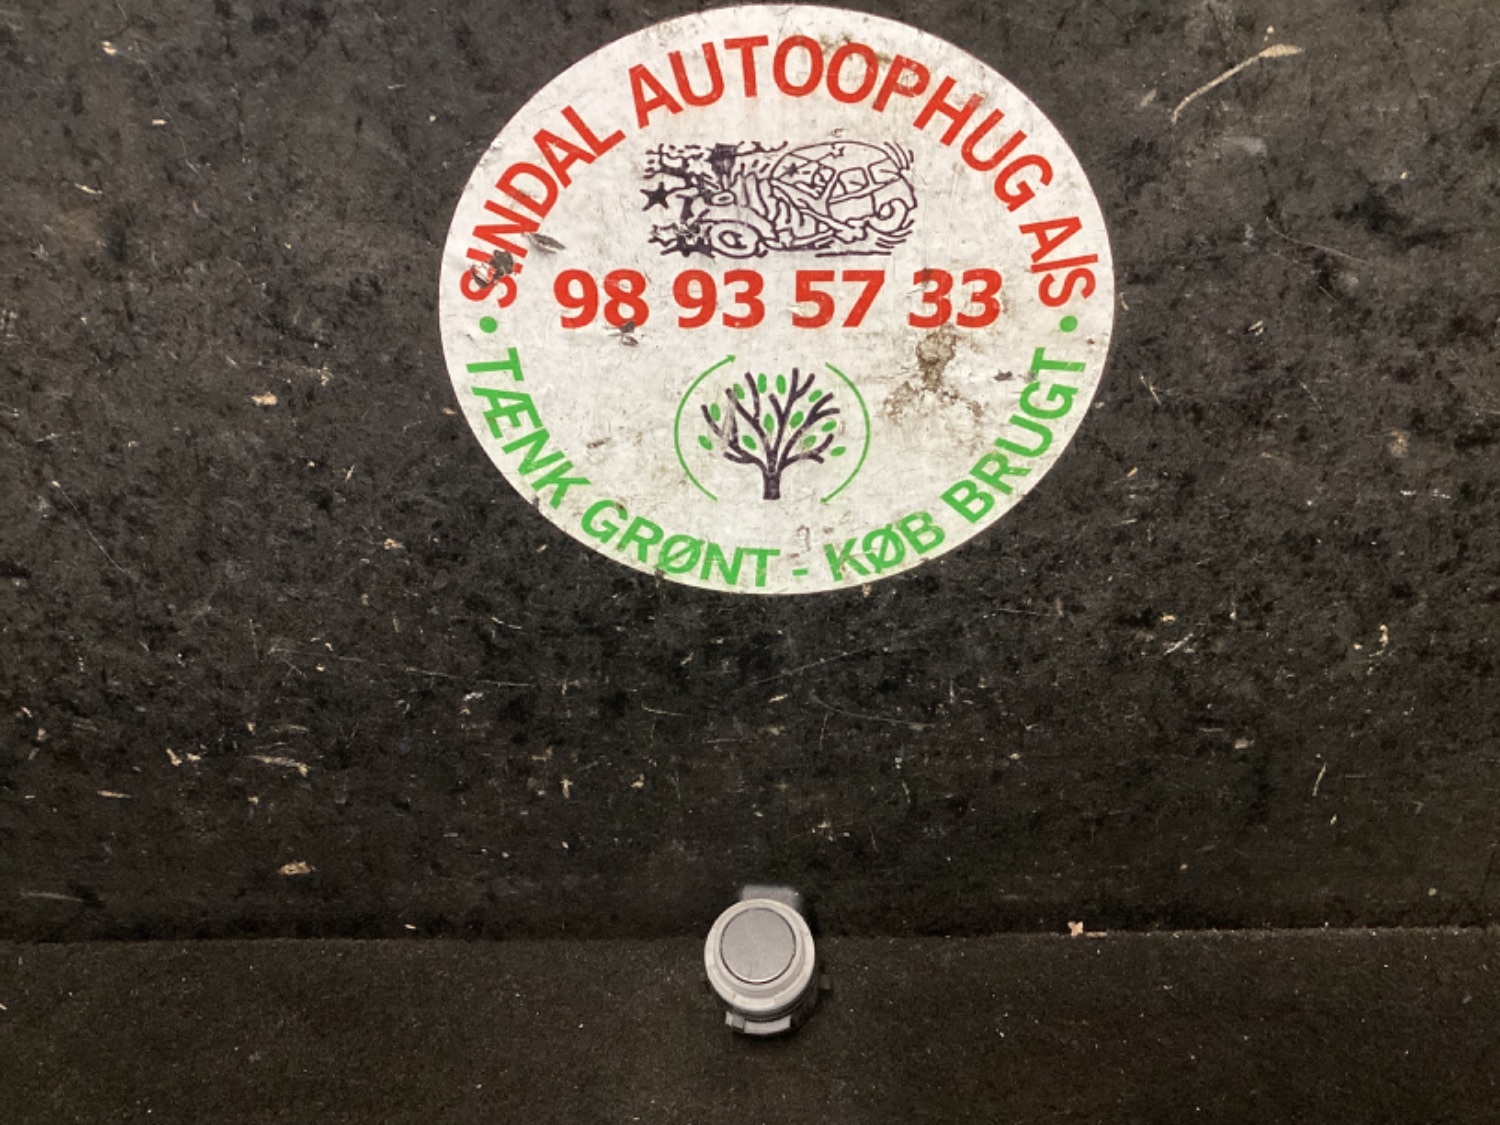 SINDAL AUTOOPHUG A/S
98 93 57 33
• TÆNK GRØNT - KØB BRUGT •